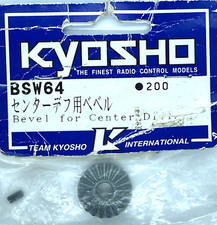 KYOSHO
THE FINEST RADIO CONTROL MODELS
BSW64 ●200
センターデフ用ベベル
Bevel for Center Diff.
TEAM KYOSHO INTERNATIONAL